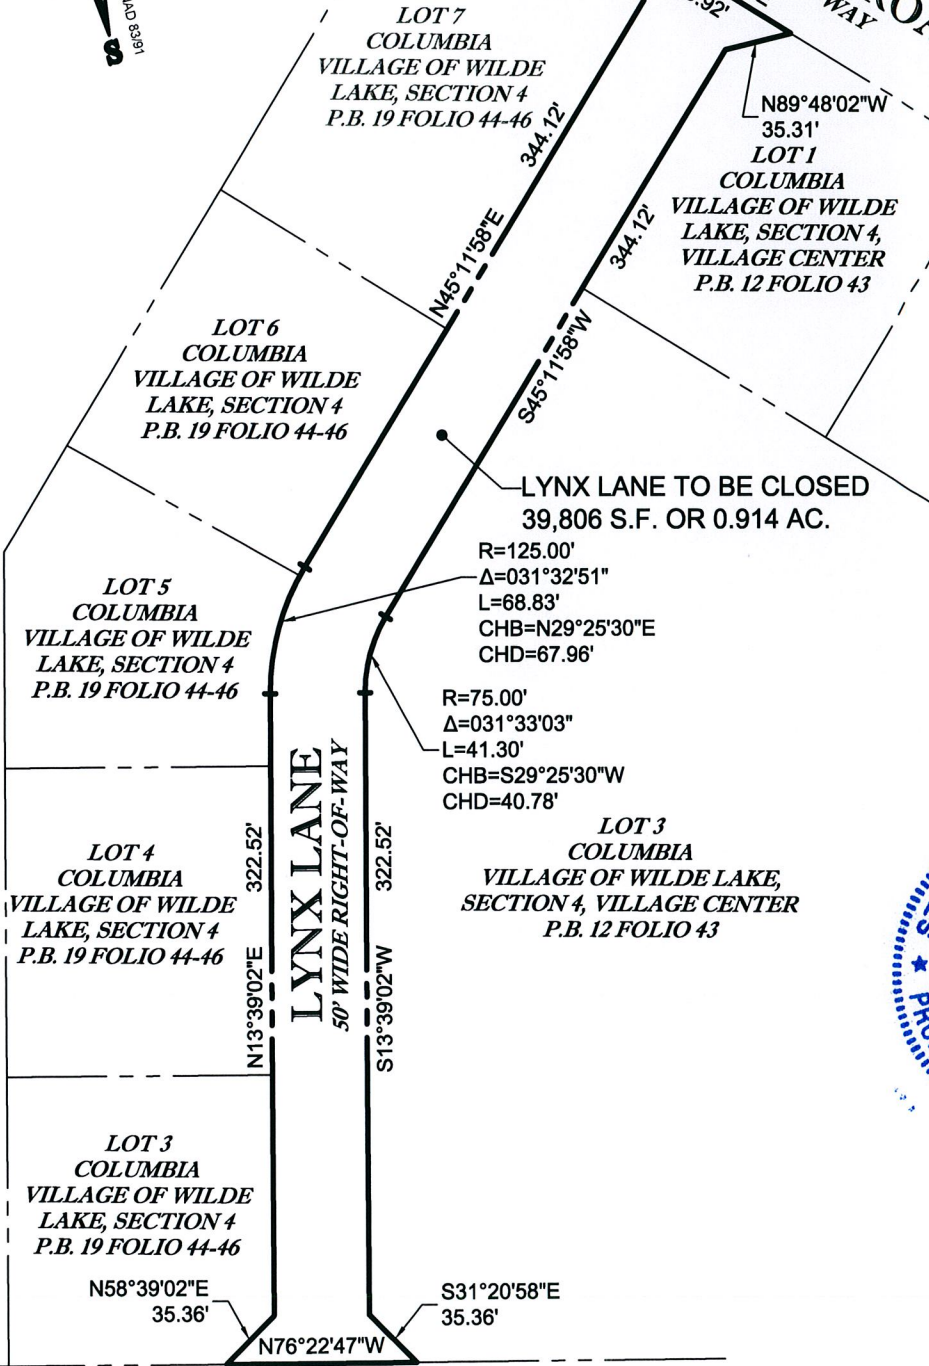 NAD 83/91
S
.92'
WAY
LOT 7
COLUMBIA
VILLAGE OF WILDE
LAKE, SECTION 4
P.B. 19 FOLIO 44-46
344.12'
N45°11'58"E
N89°48'02"W
35.31'
LOT 1
COLUMBIA
VILLAGE OF WILDE
LAKE, SECTION 4,
VILLAGE CENTER
P.B. 12 FOLIO 43
344.12'
S45°11'58"W
LOT 6
COLUMBIA
VILLAGE OF WILDE
LAKE, SECTION 4
P.B. 19 FOLIO 44-46
LYNX LANE TO BE CLOSED
39,806 S.F. OR 0.914 AC.
R=125.00'
Δ=031°32'51"
L=68.83'
CHB=N29°25'30"E
CHD=67.96'
LOT 5
COLUMBIA
VILLAGE OF WILDE
LAKE, SECTION 4
P.B. 19 FOLIO 44-46
R=75.00'
Δ=031°33'03"
L=41.30'
CHB=S29°25'30"W
CHD=40.78'
LOT 3
COLUMBIA
VILLAGE OF WILDE LAKE,
SECTION 4, VILLAGE CENTER
P.B. 12 FOLIO 43
LOT 4
COLUMBIA
VILLAGE OF WILDE
LAKE, SECTION 4
P.B. 19 FOLIO 44-46
322.52'
N13°39'02"E
LYNX LANE
50' WIDE RIGHT-OF-WAY
322.52'
S13°39'02"W
LOT 3
COLUMBIA
VILLAGE OF WILDE
LAKE, SECTION 4
P.B. 19 FOLIO 44-46
N58°39'02"E
35.36'
S31°20'58"E
35.36'
N76°22'47"W